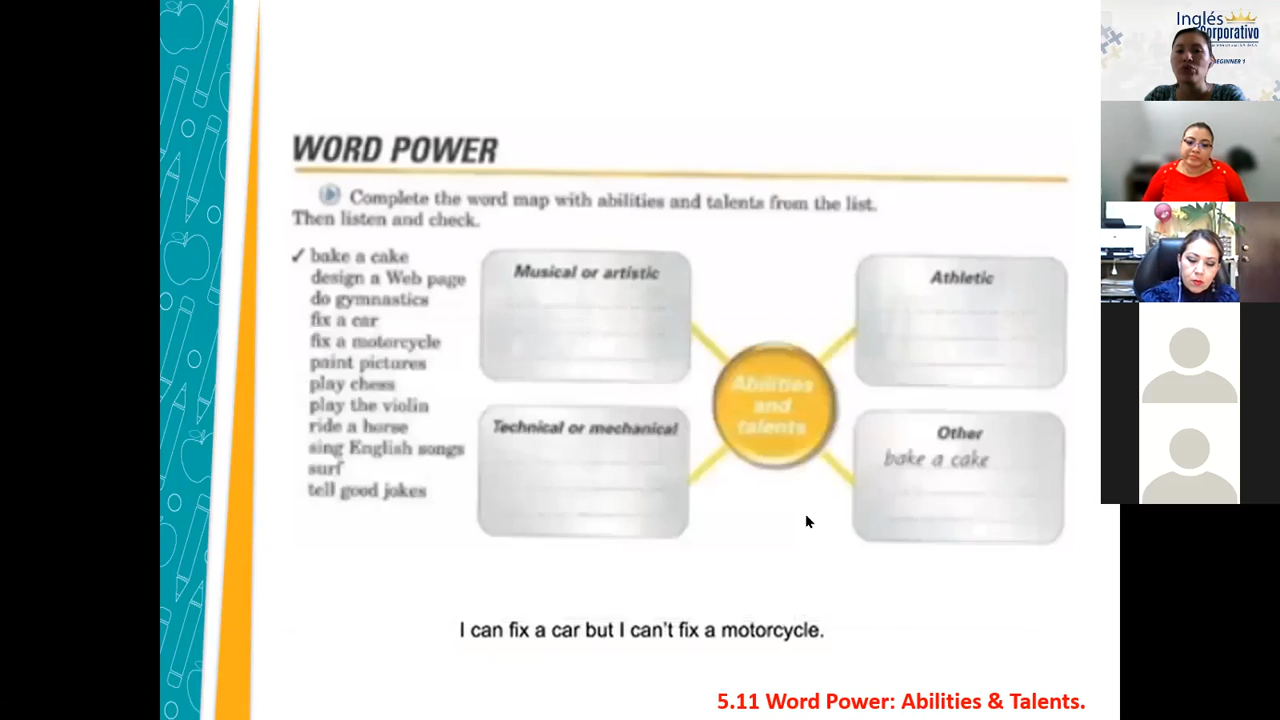 WORD POWER
Complete the word map with abilities and talents from the list.
Then listen and check.
✓ bake a cake
design a Web page
do gymnastics
fix a car
fix a motorcycle
paint pictures
play chess
play the violin
ride a horse
sing English songs
surf
tell good jokes
Musical or artistic
Athletic
Abilities
and
talents
Technical or mechanical
Other
bake a cake
I can fix a car but I can't fix a motorcycle.
5.11 Word Power: Abilities & Talents.
Inglés
Corporativo
BEGINNER 1